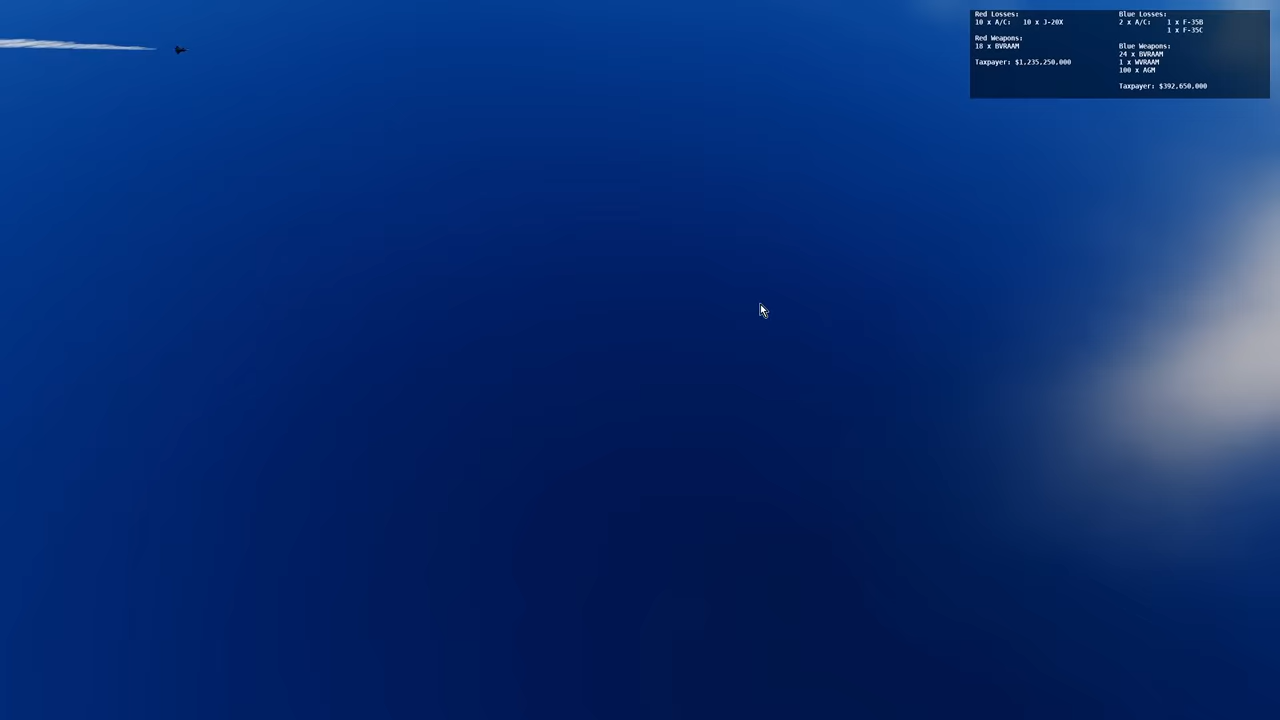 Red Losses:
10 x A/C:   10 x J-20X
Red Weapons:
18 x BVRAAM
Taxpayer: $1,235,250,000
Blue Losses:
2 x A/C:    1 x F-35B
1 x F-35C
Blue Weapons:
24 x BVRAAM
1 x WVRAAM
100 x AGM
Taxpayer: $392,650,000